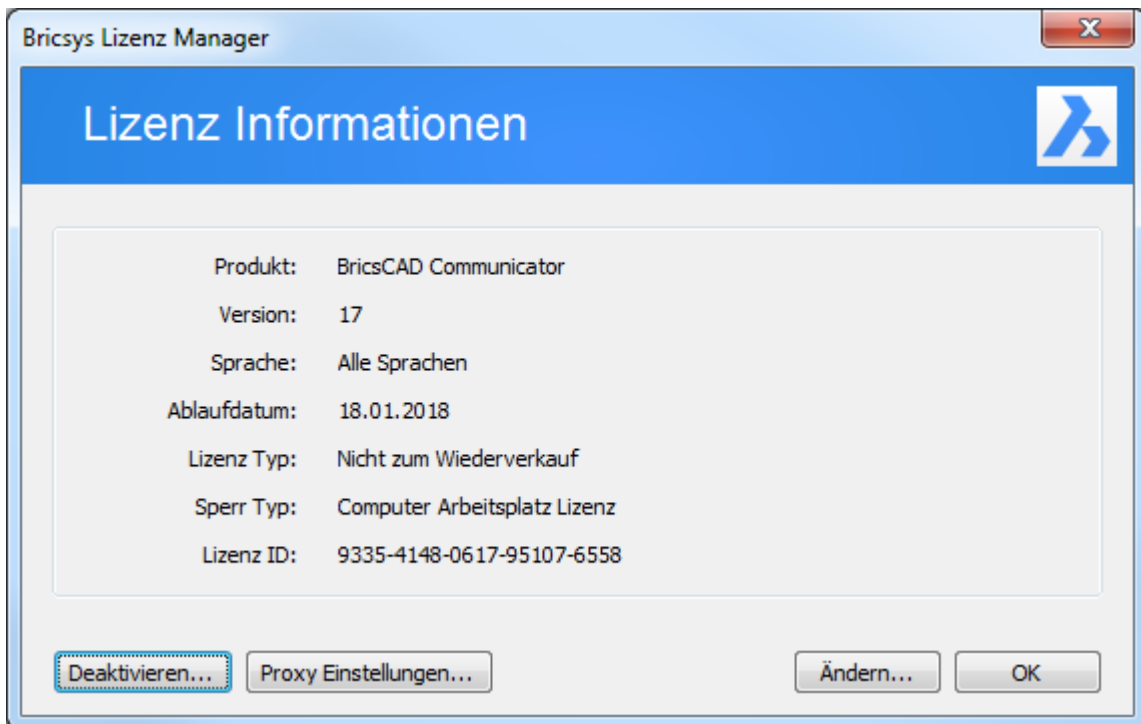 Bricsys Lizenz Manager
Lizenz Informationen
Produkt: BricsCAD Communicator
Version: 17
Sprache: Alle Sprachen
Ablaufdatum: 18.01.2018
Lizenz Typ: Nicht zum Wiederverkauf
Sperr Typ: Computer Arbeitsplatz Lizenz
Lizenz ID: 9335-4148-0617-95107-6558
Deaktivieren... Proxy Einstellungen... Ändern... OK